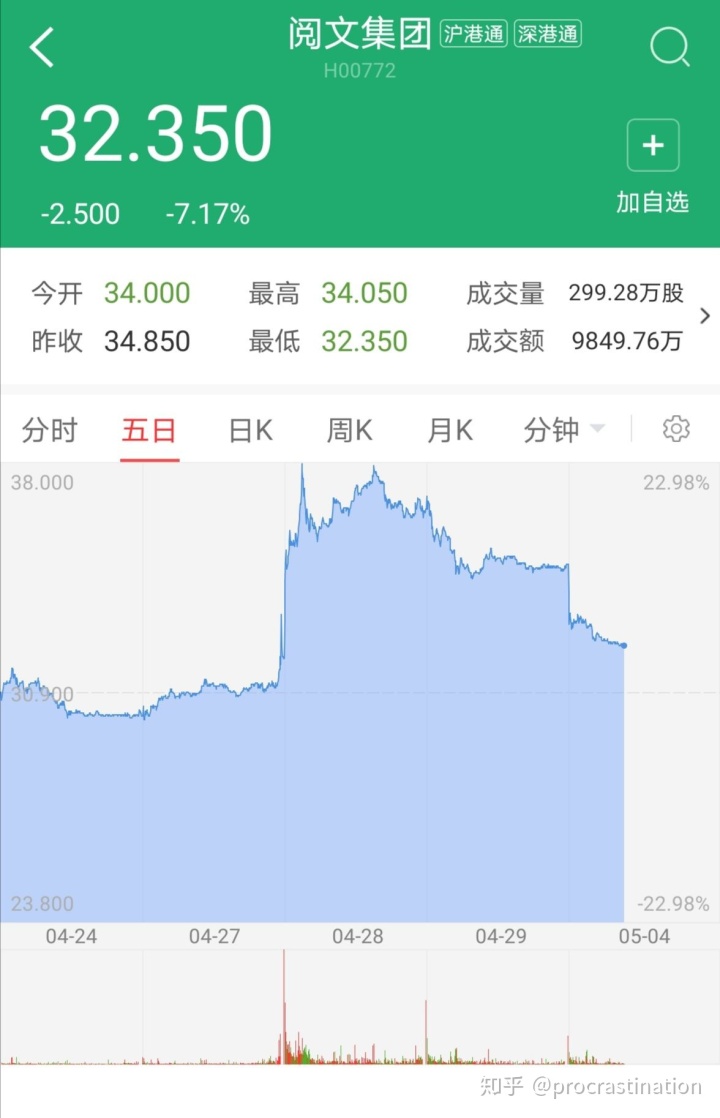 阅文集团 沪港通 深港通
H00772
32.350
-2.500 -7.17%
+
加自选
今开 34.000 最高 34.050 成交量 299.28万股
昨收 34.850 最低 32.350 成交额 9849.76万
分时 五日 日K 周K 月K 分钟
38.000 22.98%
30.900
23.800 -22.98%
04-24 04-27 04-28 04-29 05-04
知乎 @procrastination